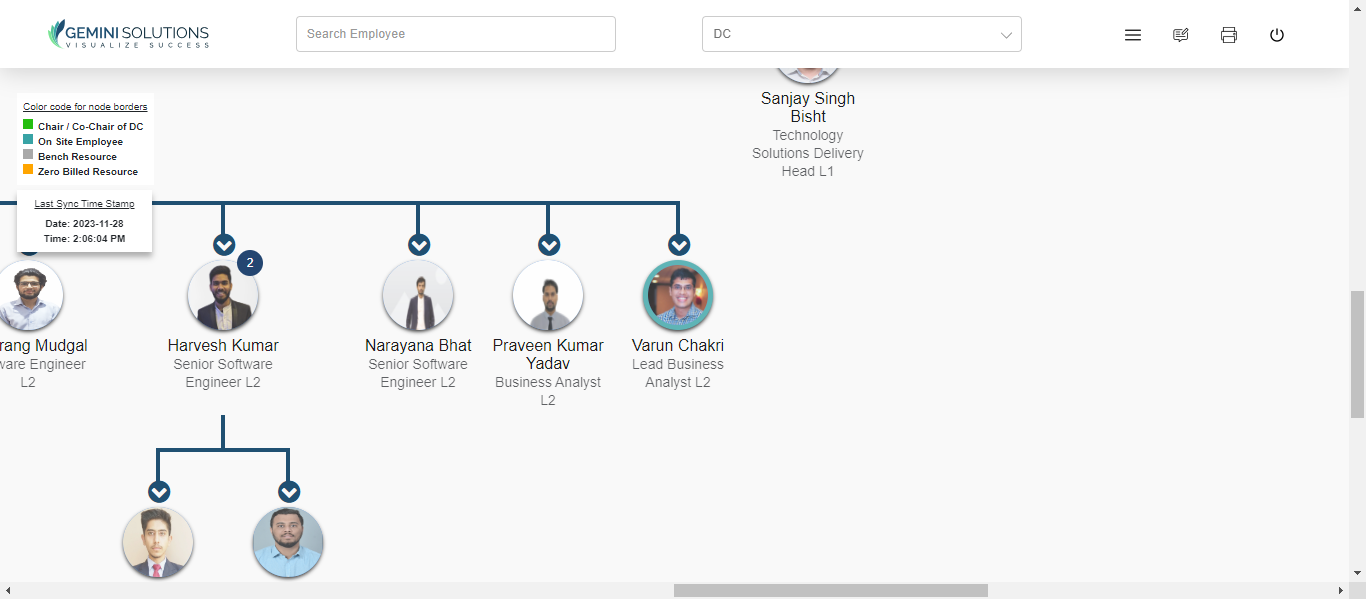 GEMINI SOLUTIONS
VISUALIZE SUCCESS
Search Employee
DC
Sanjay Singh
Bisht
Technology
Solutions Delivery
Head L1
Color code for node borders
Chair / Co-Chair of DC
On Site Employee
Bench Resource
Zero Billed Resource
Last Sync Time Stamp
Date: 2023-11-28
Time: 2:06:04 PM
2
rang Mudgal
ware Engineer
L2
Harvesh Kumar
Senior Software
Engineer L2
Narayana Bhat
Senior Software
Engineer L2
Praveen Kumar
Yadav
Business Analyst
L2
Varun Chakri
Lead Business
Analyst L2